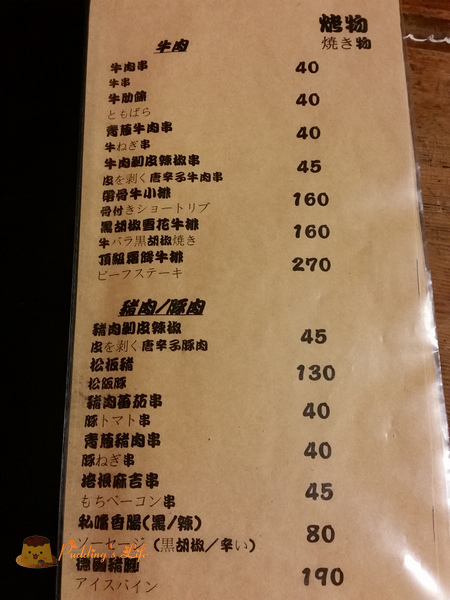 烤物
焼き物
牛肉
牛肉串 40
牛串
牛肋條 40
ともばら
青蔥牛肉串 40
牛ねぎ串
牛肉剝皮辣椒串 45
皮を剥く唐辛子牛肉串
帶骨牛小排 160
骨付きショートリブ
黑胡椒雪花牛排 160
牛バラ黒胡椒焼き
頂級霜降牛排 270
ビーフステーキ
豬肉/豚肉
豬肉剝皮辣椒 45
皮を剥く唐辛子豚肉
松板豬 130
松阪豚
豬肉蕃茄串 40
豚トマト串
青蔥豬肉串 40
豚ねぎ串
培根麻吉串 45
もちベーコン串
私嚐香腸(黑/辣) 80
ソーセージ (黒胡椒/辛い)
德國豬腳 190
アイスバイン
Pudding's Life